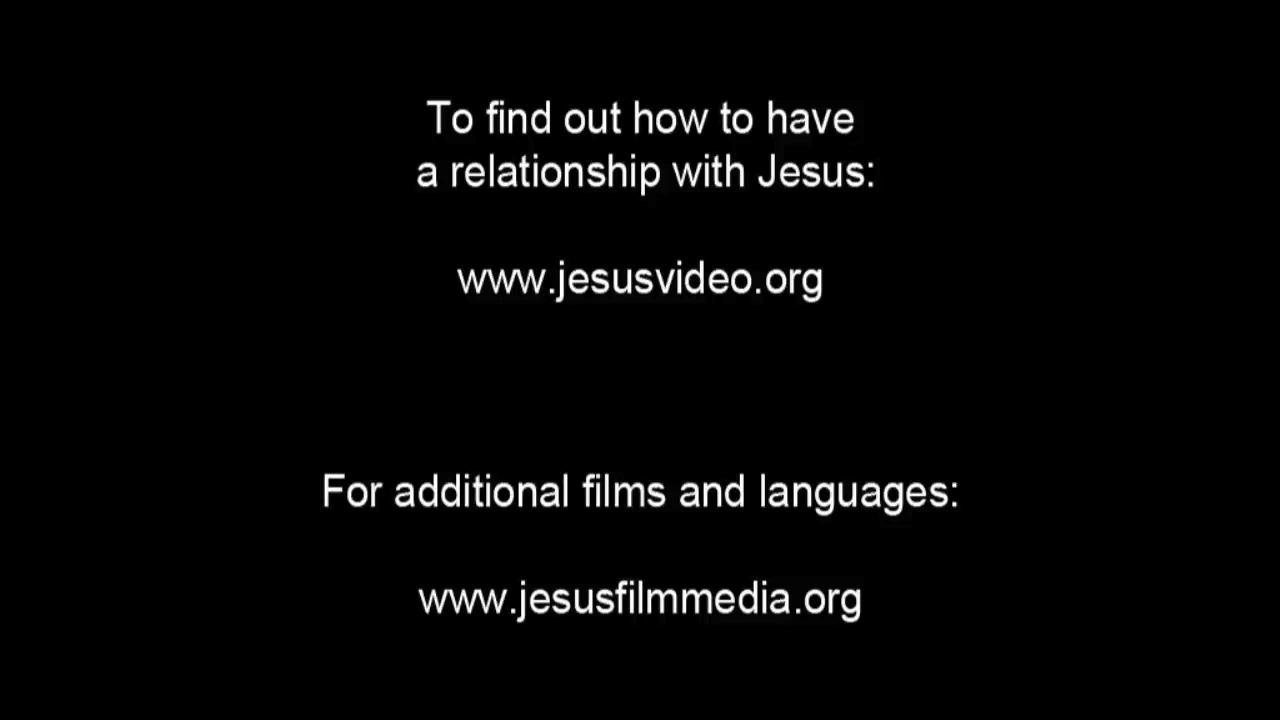 To find out how to have
a relationship with Jesus:
www.jesusvideo.org
For additional films and languages:
www.jesusfilmmedia.org